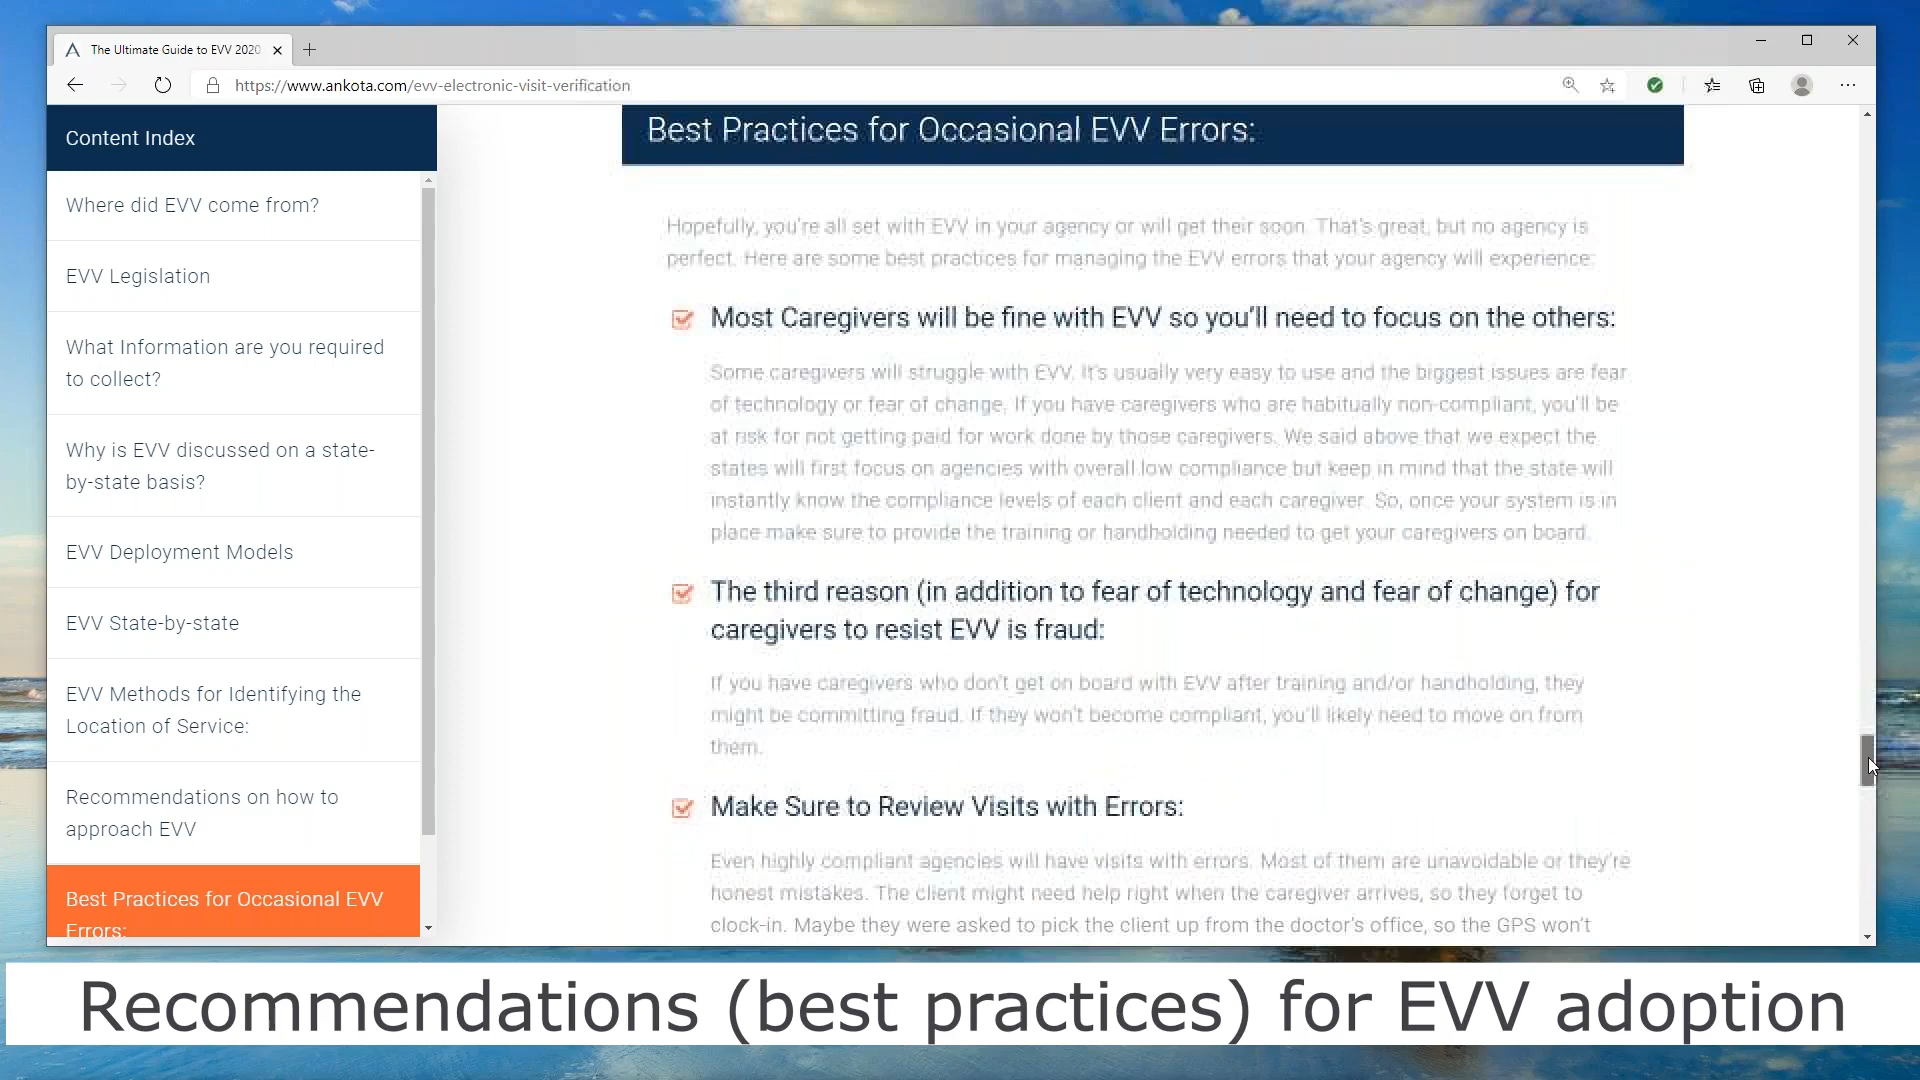 The Ultimate Guide to EVV 2020
https://www.ankota.com/evv-electronic-visit-verification
Content Index
Where did EVV come from?
EVV Legislation
What Information are you required
to collect?
Why is EVV discussed on a state-
by-state basis?
EVV Deployment Models
EVV State-by-state
EVV Methods for Identifying the
Location of Service:
Recommendations on how to
approach EVV
Best Practices for Occasional EVV
Errors:
Best Practices for Occasional EVV Errors:
Hopefully, you're all set with EVV in your agency or will get their soon. That's great, but no agency is
perfect. Here are some best practices for managing the EVV errors that your agency will experience:
Most Caregivers will be fine with EVV so you'll need to focus on the others:
Some caregivers will struggle with EVV. It's usually very easy to use and the biggest issues are fear
of technology or fear of change. If you have caregivers who are habitually non-compliant, you'll be
at risk for not getting paid for work done by those caregivers. We said above that we expect the
states will first focus on agencies with overall low compliance but keep in mind that the state will
instantly know the compliance levels of each client and each caregiver. So, once your system is in
place make sure to provide the training or handholding needed to get your caregivers on board.
The third reason (in addition to fear of technology and fear of change) for
caregivers to resist EVV is fraud:
If you have caregivers who don't get on board with EVV after training and/or handholding, they
might be committing fraud. If they won't become compliant, you'll likely need to move on from
them.
Make Sure to Review Visits with Errors:
Even highly compliant agencies will have visits with errors. Most of them are unavoidable or they're
honest mistakes. The client might need help right when the caregiver arrives, so they forget to
clock-in. Maybe they were asked to pick the client up from the doctor's office, so the GPS won't
Recommendations (best practices) for EVV adoption